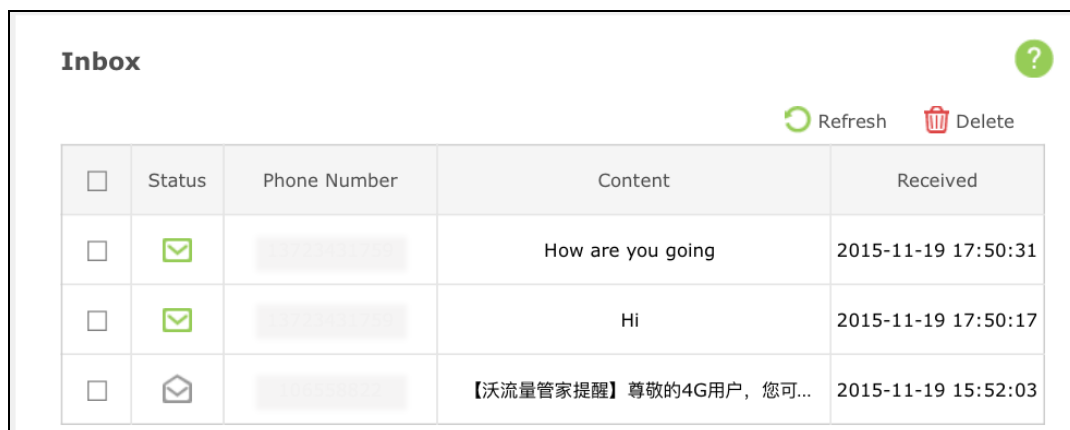 Inbox
?
Refresh Delete
Status Phone Number Content Received
How are you going 2015-11-19 17:50:31
Hi 2015-11-19 17:50:17
【沃流量管家提醒】尊敬的4G用户，您可... 2015-11-19 15:52:03